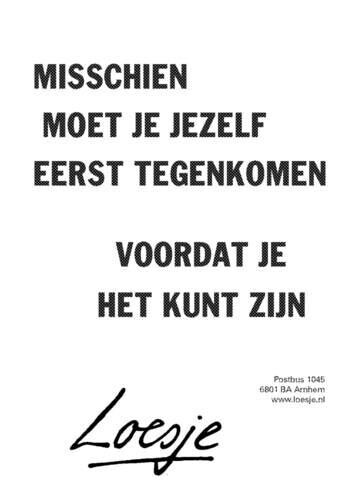 MISSCHIEN
MOET JE JEZELF
EERST TEGENKOMEN
VOORDAT JE
HET KUNT ZIJN
Postbus 1045
6801 BA Arnhem
www.loesje.nl
Loesje